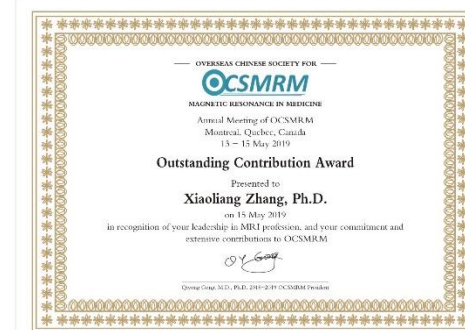 OVERSEAS CHINESE SOCIETY FOR
OCSMRM
MAGNETIC RESONANCE IN MEDICINE
Annual Meeting of OCSMRM
Montreal, Quebec, Canada
13 – 15 May 2019
Outstanding Contribution Award
Presented to
Xiaoliang Zhang, Ph.D.
on 15 May 2019
in recognition of your leadership in MRI profession, and your commitment and
extensive contributions to OCSMRM
Qiyong Gong, M.D., Ph.D. 2018-2019 OCSMRM President